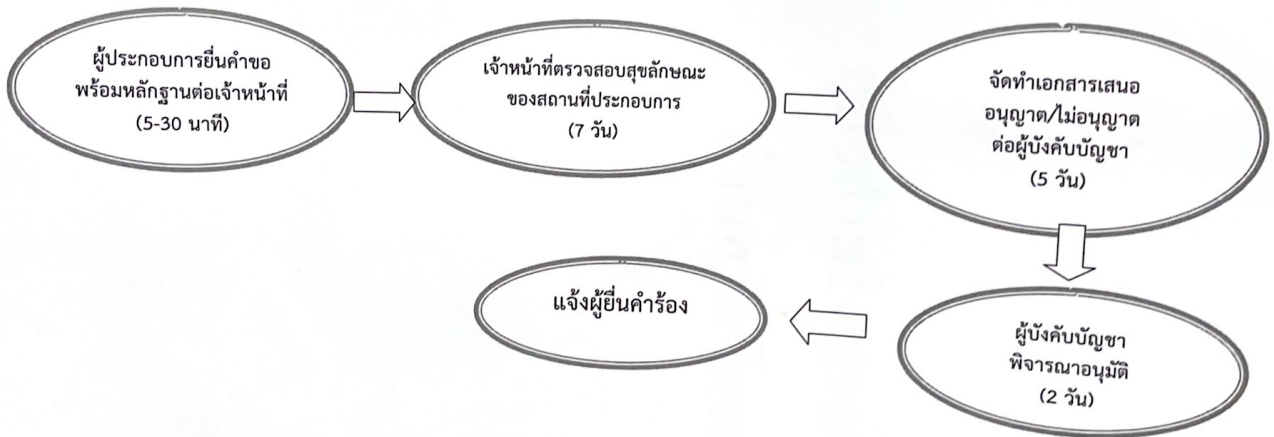 ผู้ประกอบการยื่นคำขอ
พร้อมหลักฐานต่อเจ้าหน้าที่
(5-30 นาที)
เจ้าหน้าที่ตรวจสอบสุขลักษณะ
ของสถานที่ประกอบการ
(7 วัน)
จัดทำเอกสารเสนอ
อนุญาต/ไม่อนุญาต
ต่อผู้บังคับบัญชา
(5 วัน)
ผู้บังคับบัญชา
พิจารณาอนุมัติ
(2 วัน)
แจ้งผู้ยื่นคำร้อง